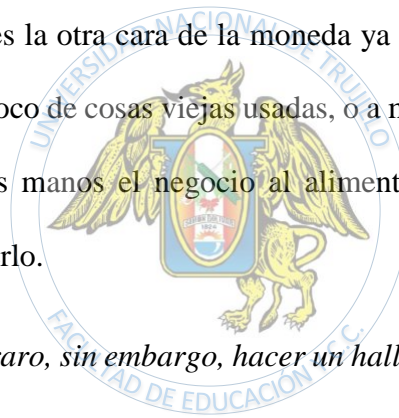 es la otra cara de la moneda ya
oco de cosas viejas usadas, o a
s manos el negocio al aliment
rlo.
raro, sin embargo, hacer un hall
UNIVERSIDAD NACIONAL DE TRUJILLO
FACULTAD DE EDUCACIÓN Y C.C.